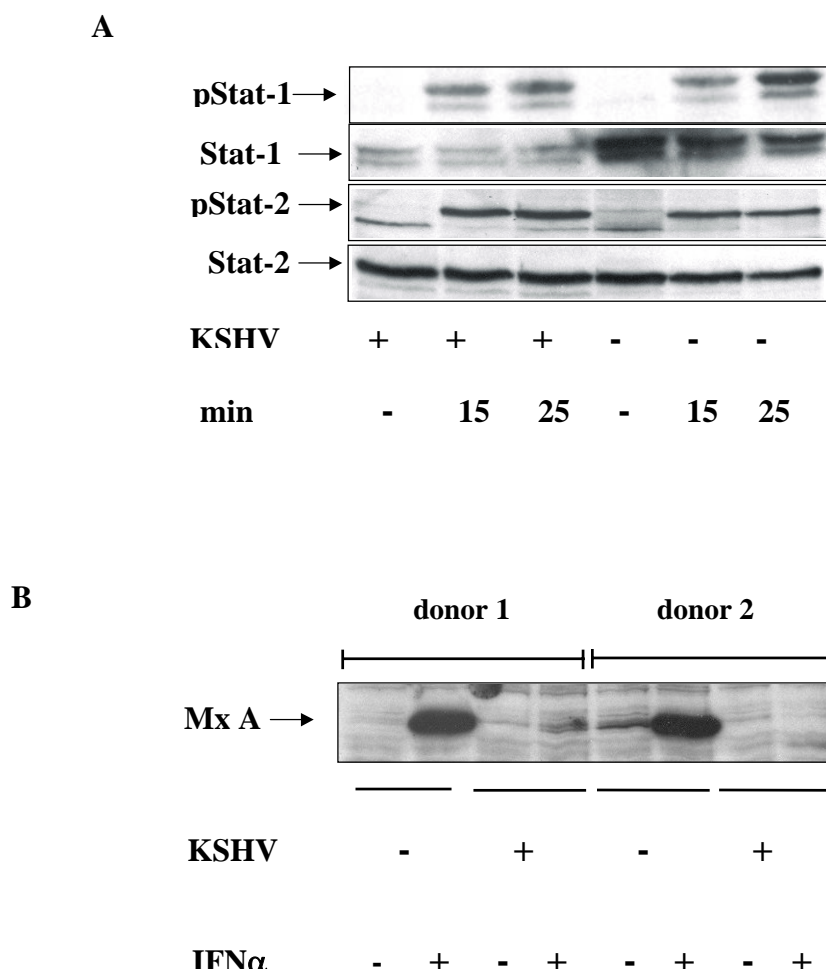 A
pStat-1
Stat-1
pStat-2
Stat-2
KSHV + + + - - -
min - 15 25 - 15 25
B
donor 1 donor 2
Mx A
KSHV - + - +
IFNα - + - + - + - +